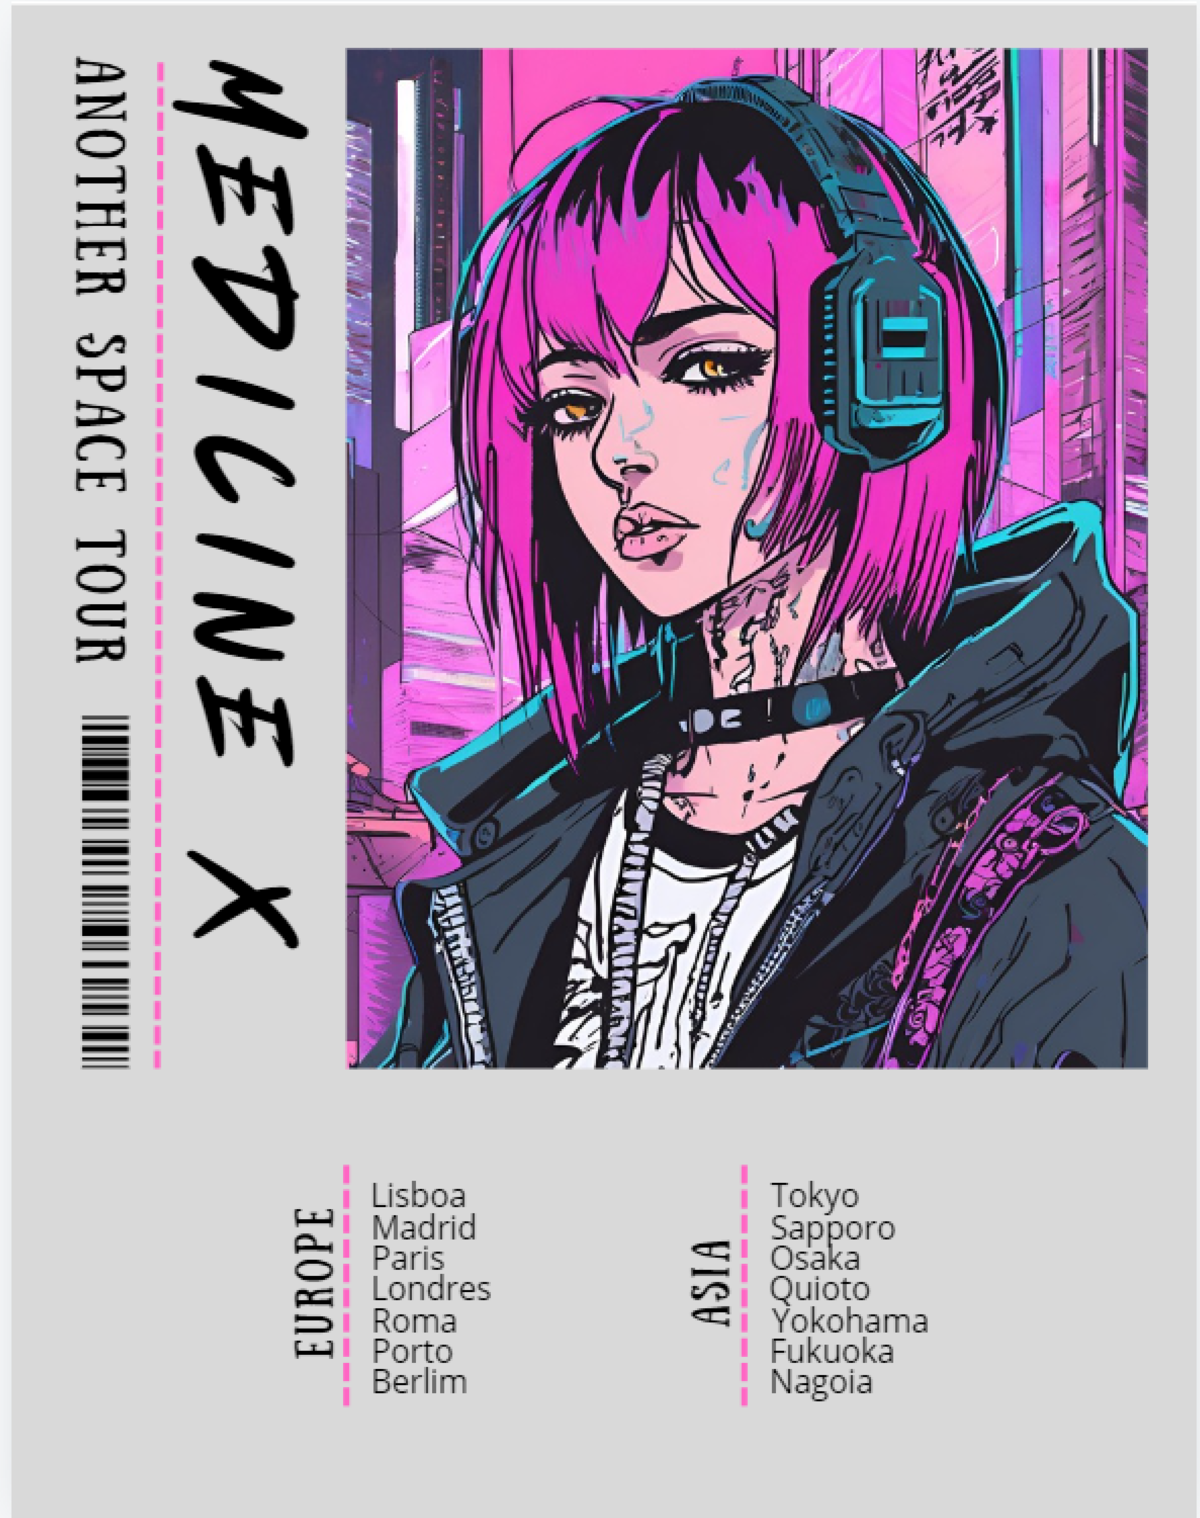 MEDICINE X
ANOTHER SPACE TOUR
EUROPE
Lisboa
Madrid
Paris
Londres
Roma
Porto
Berlim
ASIA
Tokyo
Sapporo
Osaka
Quioto
Yokohama
Fukuoka
Nagoia